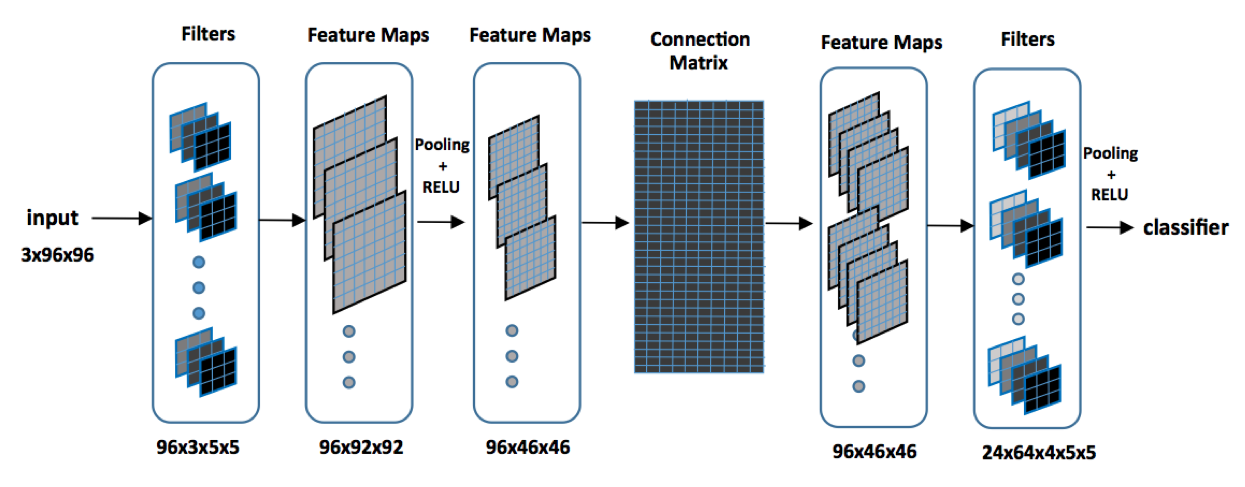 Filters
Feature Maps
Feature Maps
Connection
Matrix
Feature Maps
Filters
Pooling
+
RELU
Pooling
+
RELU
input
3x96x96
classifier
96x3x5x5
96x92x92
96x46x46
96x46x46
24x64x4x5x5